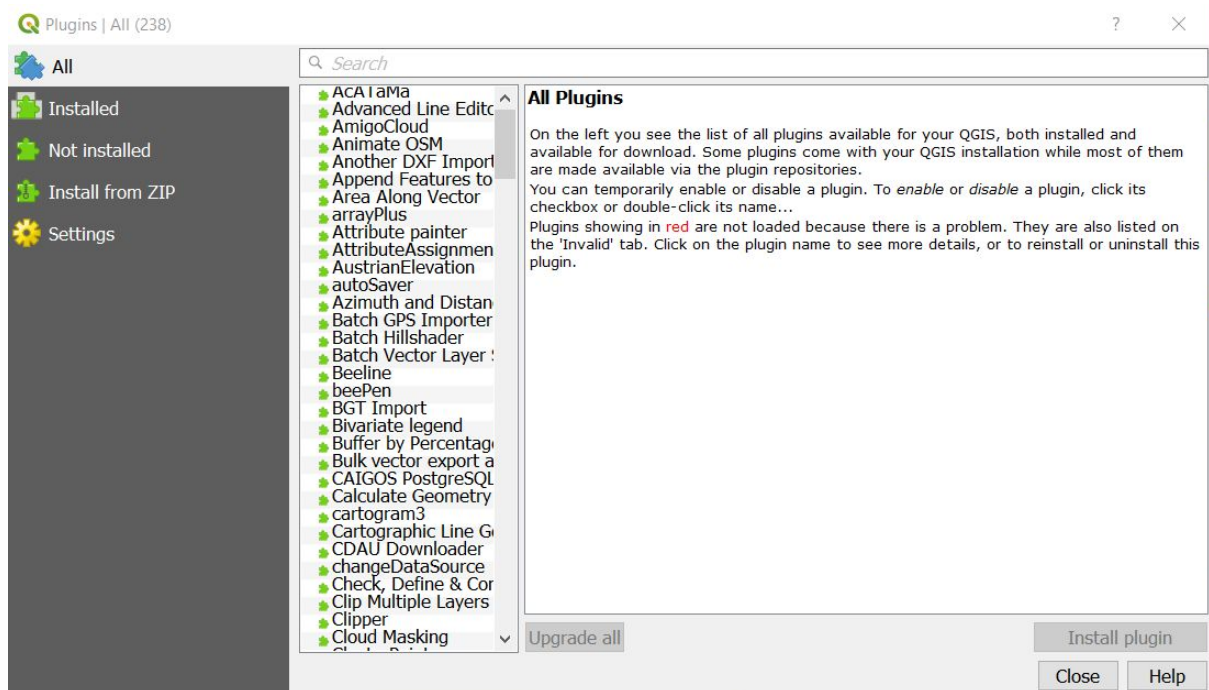 Plugins | All (238)
?
All
Installed
Not installed
Install from ZIP
Settings
Search
AcATaMa
Advanced Line Edito
AmigoCloud
Animate OSM
Another DXF Import
Append Features to
Area Along Vector
arrayPlus
Attribute painter
AttributeAssignmen
AustrianElevation
autoSaver
Azimuth and Distan
Batch GPS Importer
Batch Hillshader
Batch Vector Layer
Beeline
beePen
BGT Import
Bivariate legend
Buffer by Percentag
Bulk vector export a
CAIGOS PostgreSQL
Calculate Geometry
cartogram3
Cartographic Line G
CDAU Downloader
changeDataSource
Check, Define & Cor
Clip Multiple Layers
Clipper
Cloud Masking
All Plugins
On the left you see the list of all plugins available for your QGIS, both installed and
available for download. Some plugins come with your QGIS installation while most of them
are made available via the plugin repositories.
You can temporarily enable or disable a plugin. To enable or disable a plugin, click its
checkbox or double-click its name...
Plugins showing in red are not loaded because there is a problem. They are also listed on
the 'Invalid' tab. Click on the plugin name to see more details, or to reinstall or uninstall this
plugin.
Upgrade all
Install plugin
Close
Help